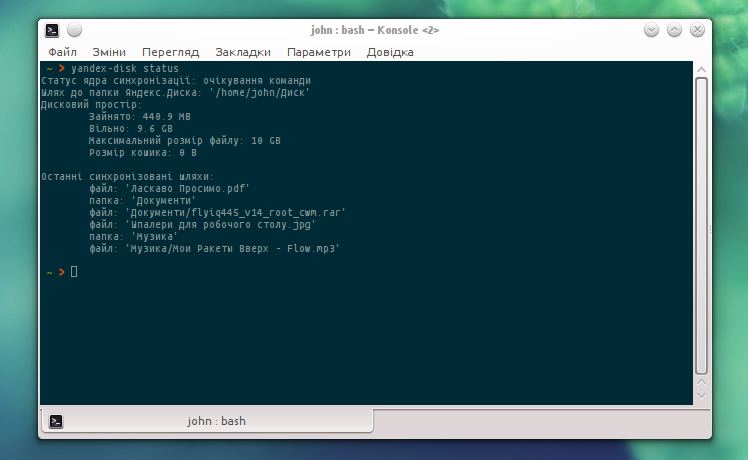 john : bash – Konsole <2>
Файл Зміни Перегляд Закладки Параметри Довідка
~ > yandex-disk status
Статус ядра синхронізації: очікування команди
Шлях до папки Яндекс.Диска: '/home/john/Диск'
Дисковий простір:
Зайнято: 440.9 MB
Вільно: 9.6 GB
Максимальний розмір файлу: 10 GB
Розмір кошика: 0 B
Останні синхронізовані шляхи:
файл: 'Ласкаво Просимо.pdf'
папка: 'Документи'
файл: 'Документи/flyiq445_v14_root_cwm.rar'
файл: 'Шпалери для робочого столу.jpg'
папка: 'Музика'
файл: 'Музика/Мои Ракеты Вверх - Flow.mp3'
~ >
john : bash